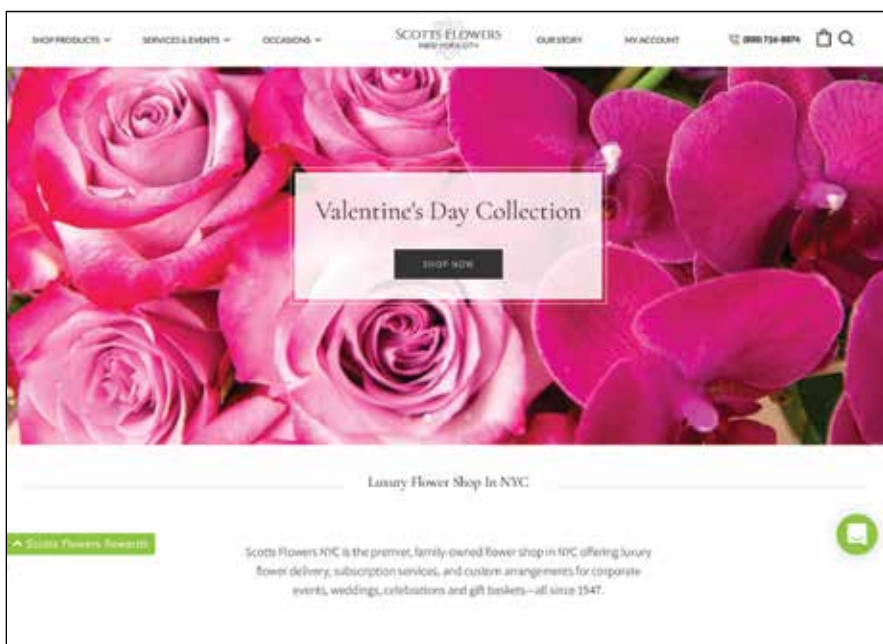 SHOP PRODUCTS
SERVICES & EVENTS
OCCASIONS
SCOTTS FLOWERS
NEW YORK CITY
OUR STORY
MY ACCOUNT
Valentine's Day Collection
SHOP NOW
Luxury Flower Shop In NYC
Scotts Flowers Rewards
Scotts Flowers NYC is the premier, family-owned flower shop in NYC offering luxury
flower delivery, subscription services, and custom arrangements for corporate
events, weddings, celebrations and gift baskets—all since 1947.